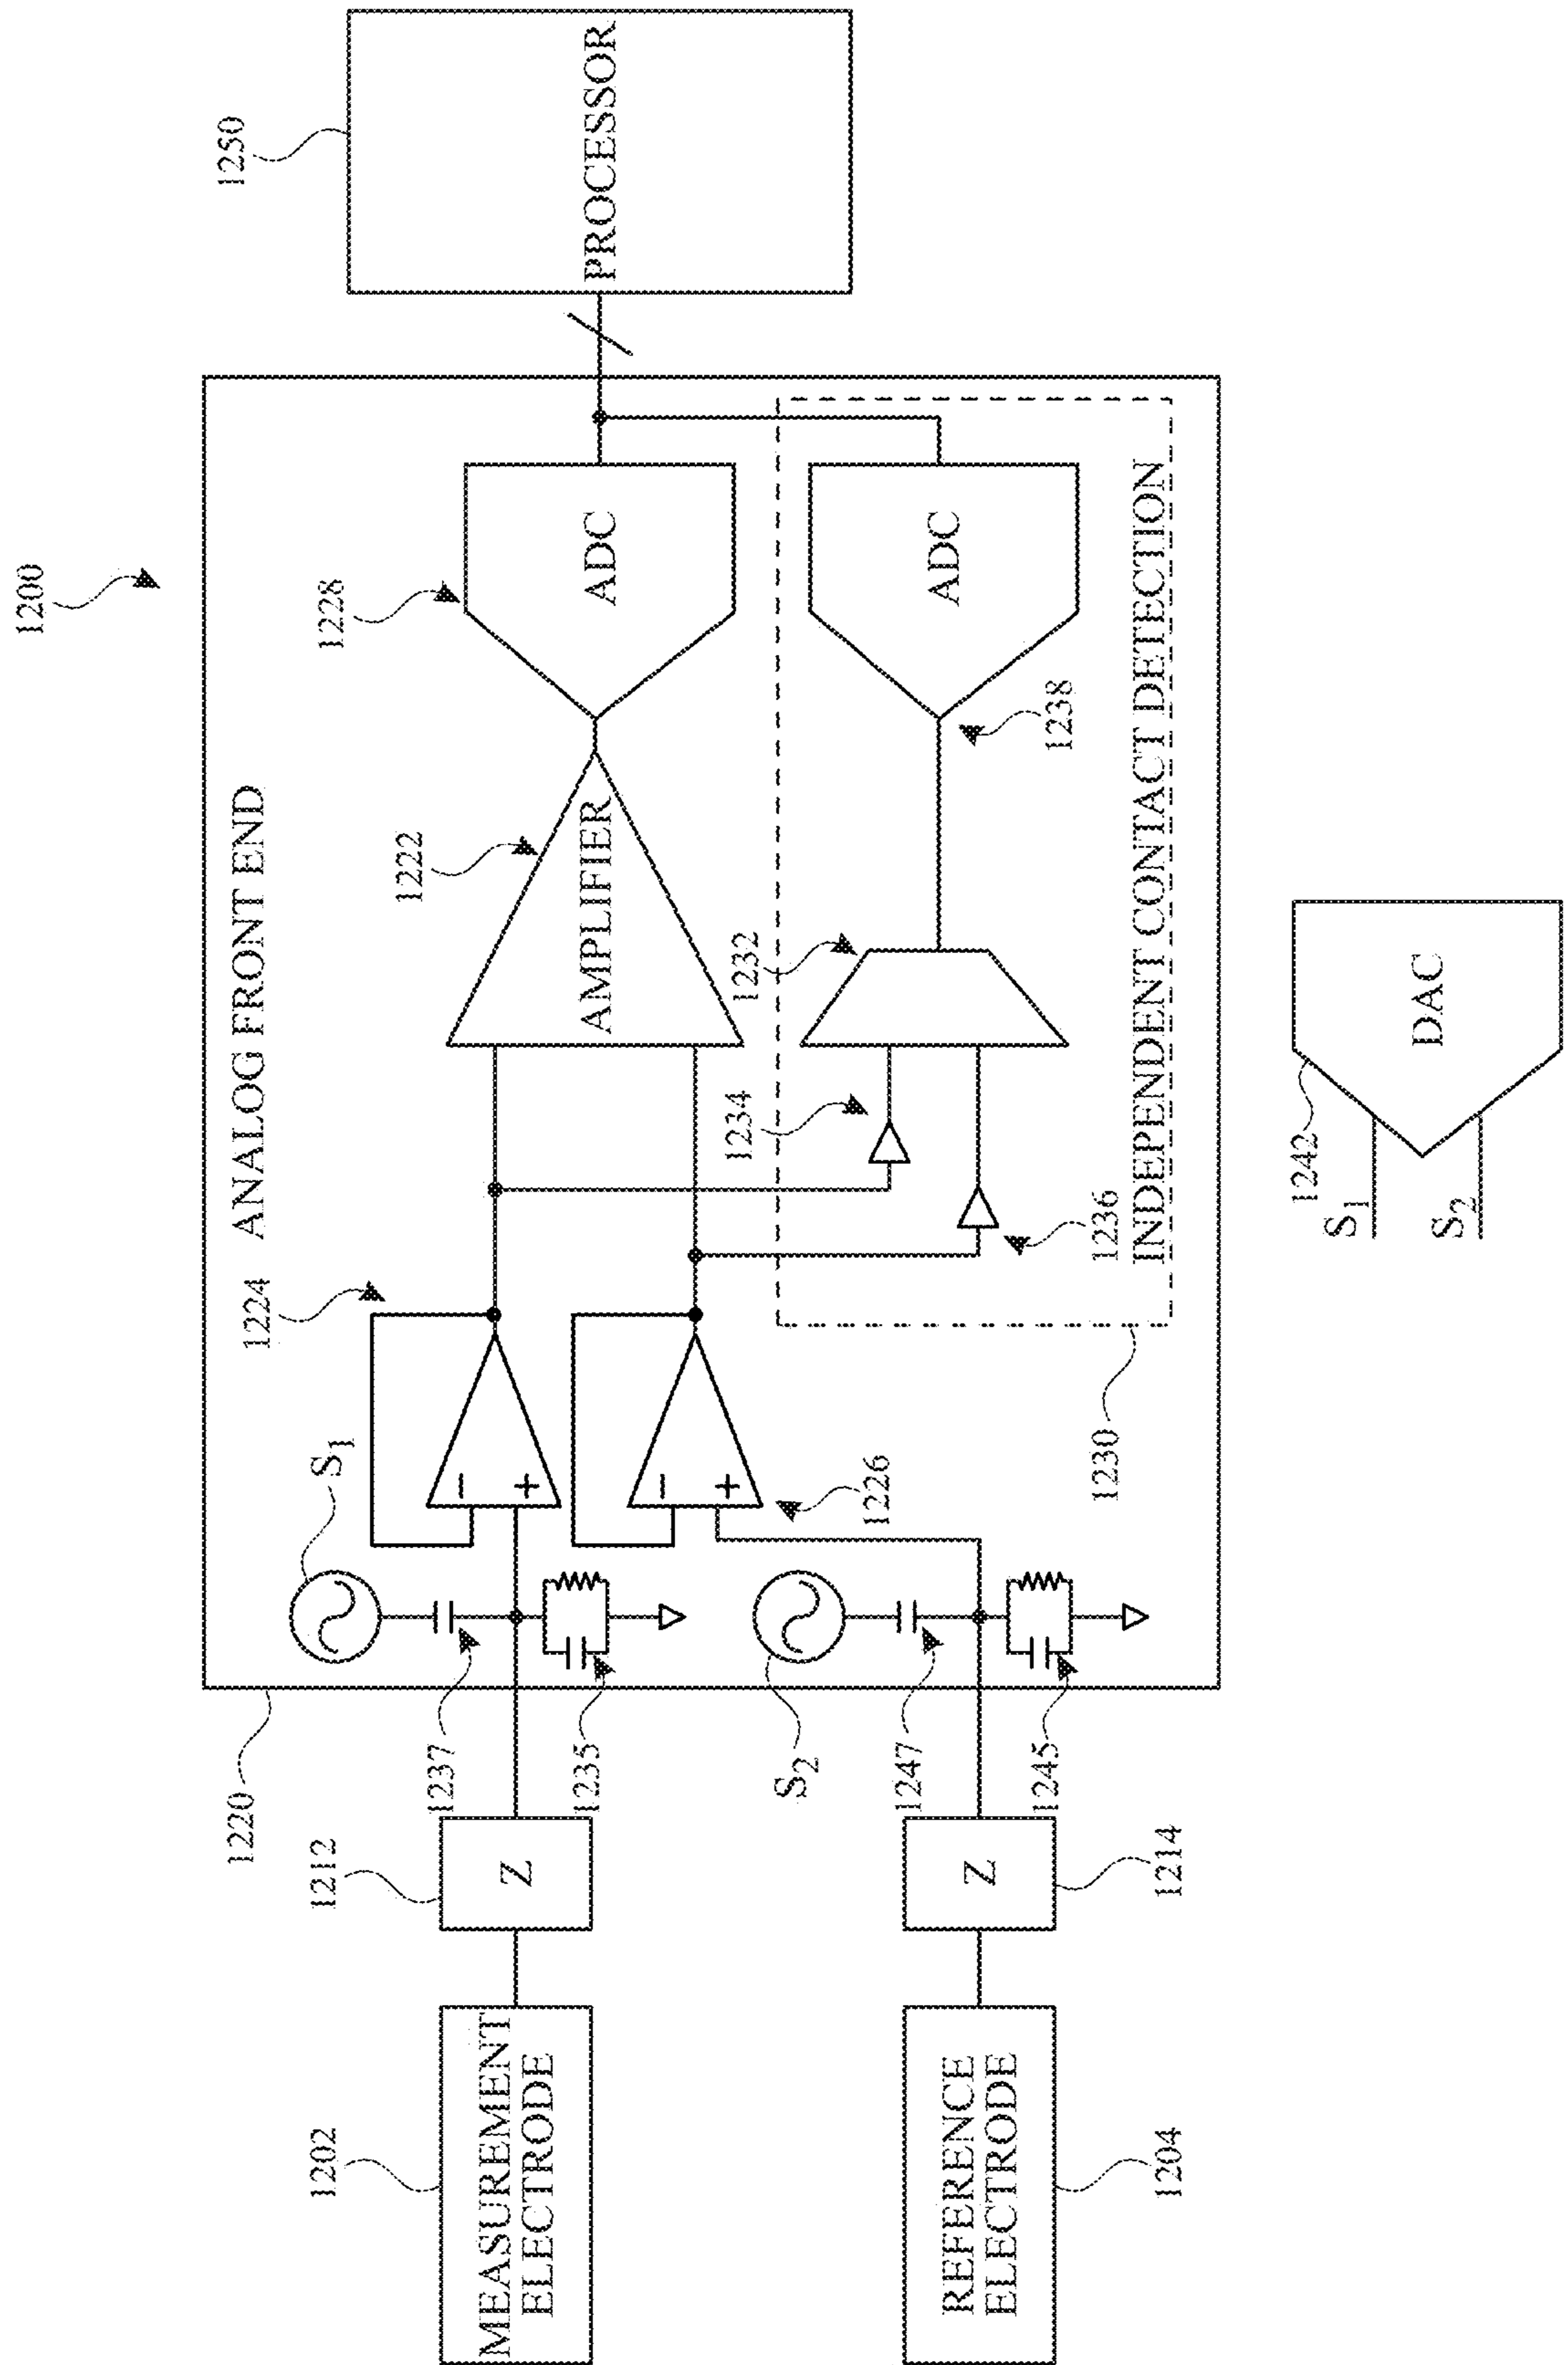 1200
1220
ANALOG FRONT END
1250
PROCESSOR
S1
1224
1222
AMPLIFIER
1228
ADC
1202
MEASUREMENT
ELECTRODE
1212
Z
1237
1235
−
+
−
+
1226
S2
1234
1232
1236
1238
ADC
INDEPENDENT CONTACT DETECTION
1230
1204
REFERENCE
ELECTRODE
1214
Z
1247
1245
1242
S1
S2
DAC